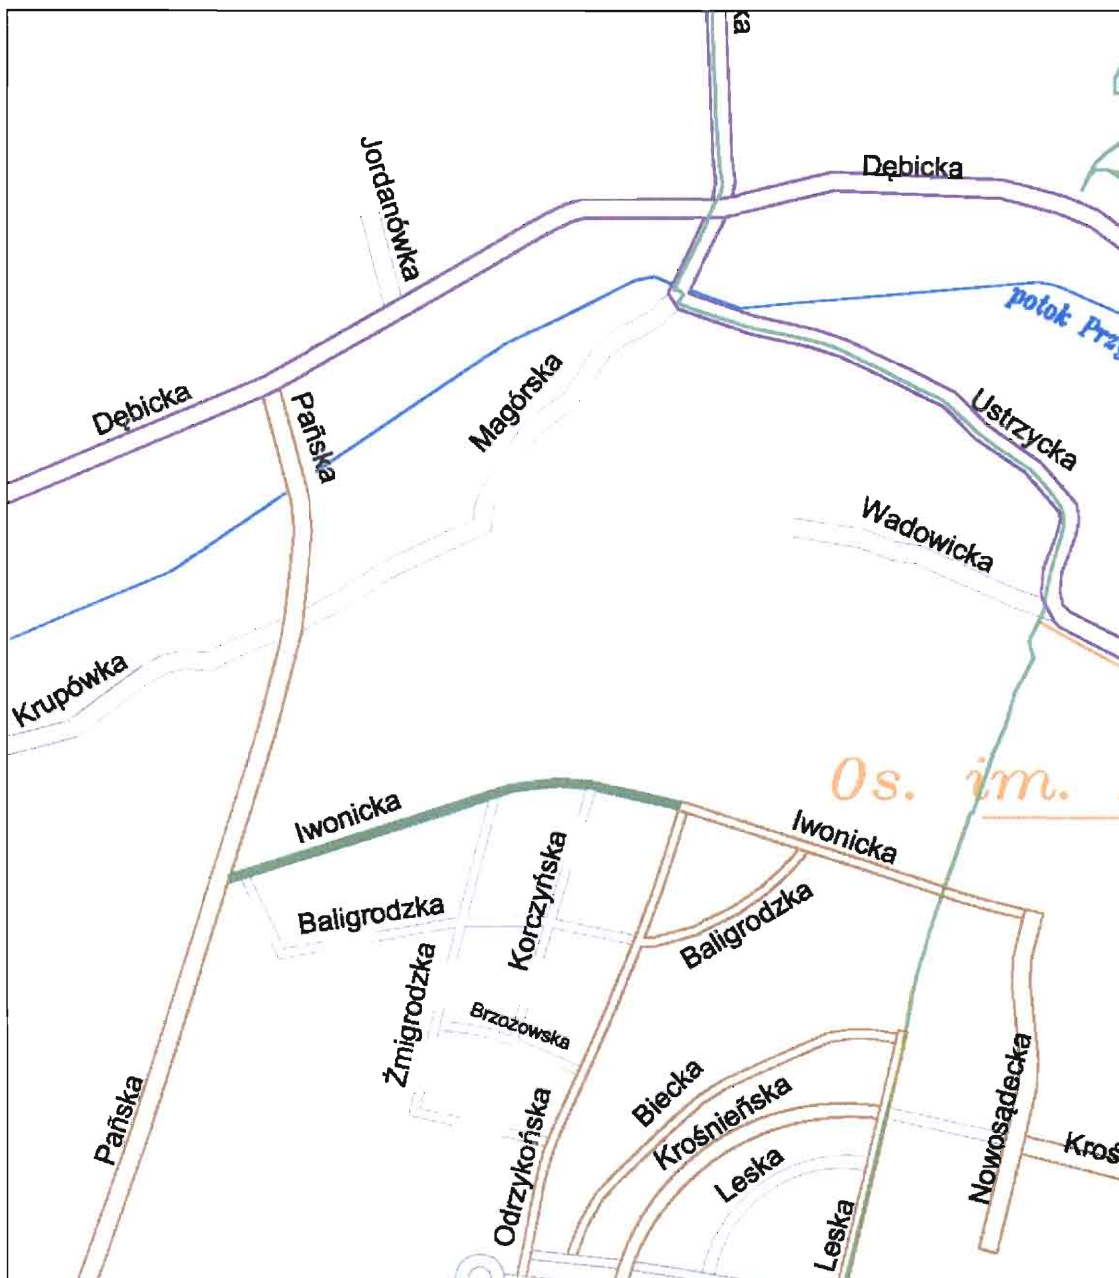 Jordanówka
Dębicka
potok Przy
Dębicka
Pańska
Magórska
Ustrzycka
Wadowicka
Krupówka
Os. im.
Iwonicka
Iwonicka
Baligrodzka
Korczyńska
Baligrodzka
Żmigrodzka
Brzozowska
Biecka
Krośnieńska
Leska
Pańska
Odrzykońska
Nowosądecka
Kroś
Leska